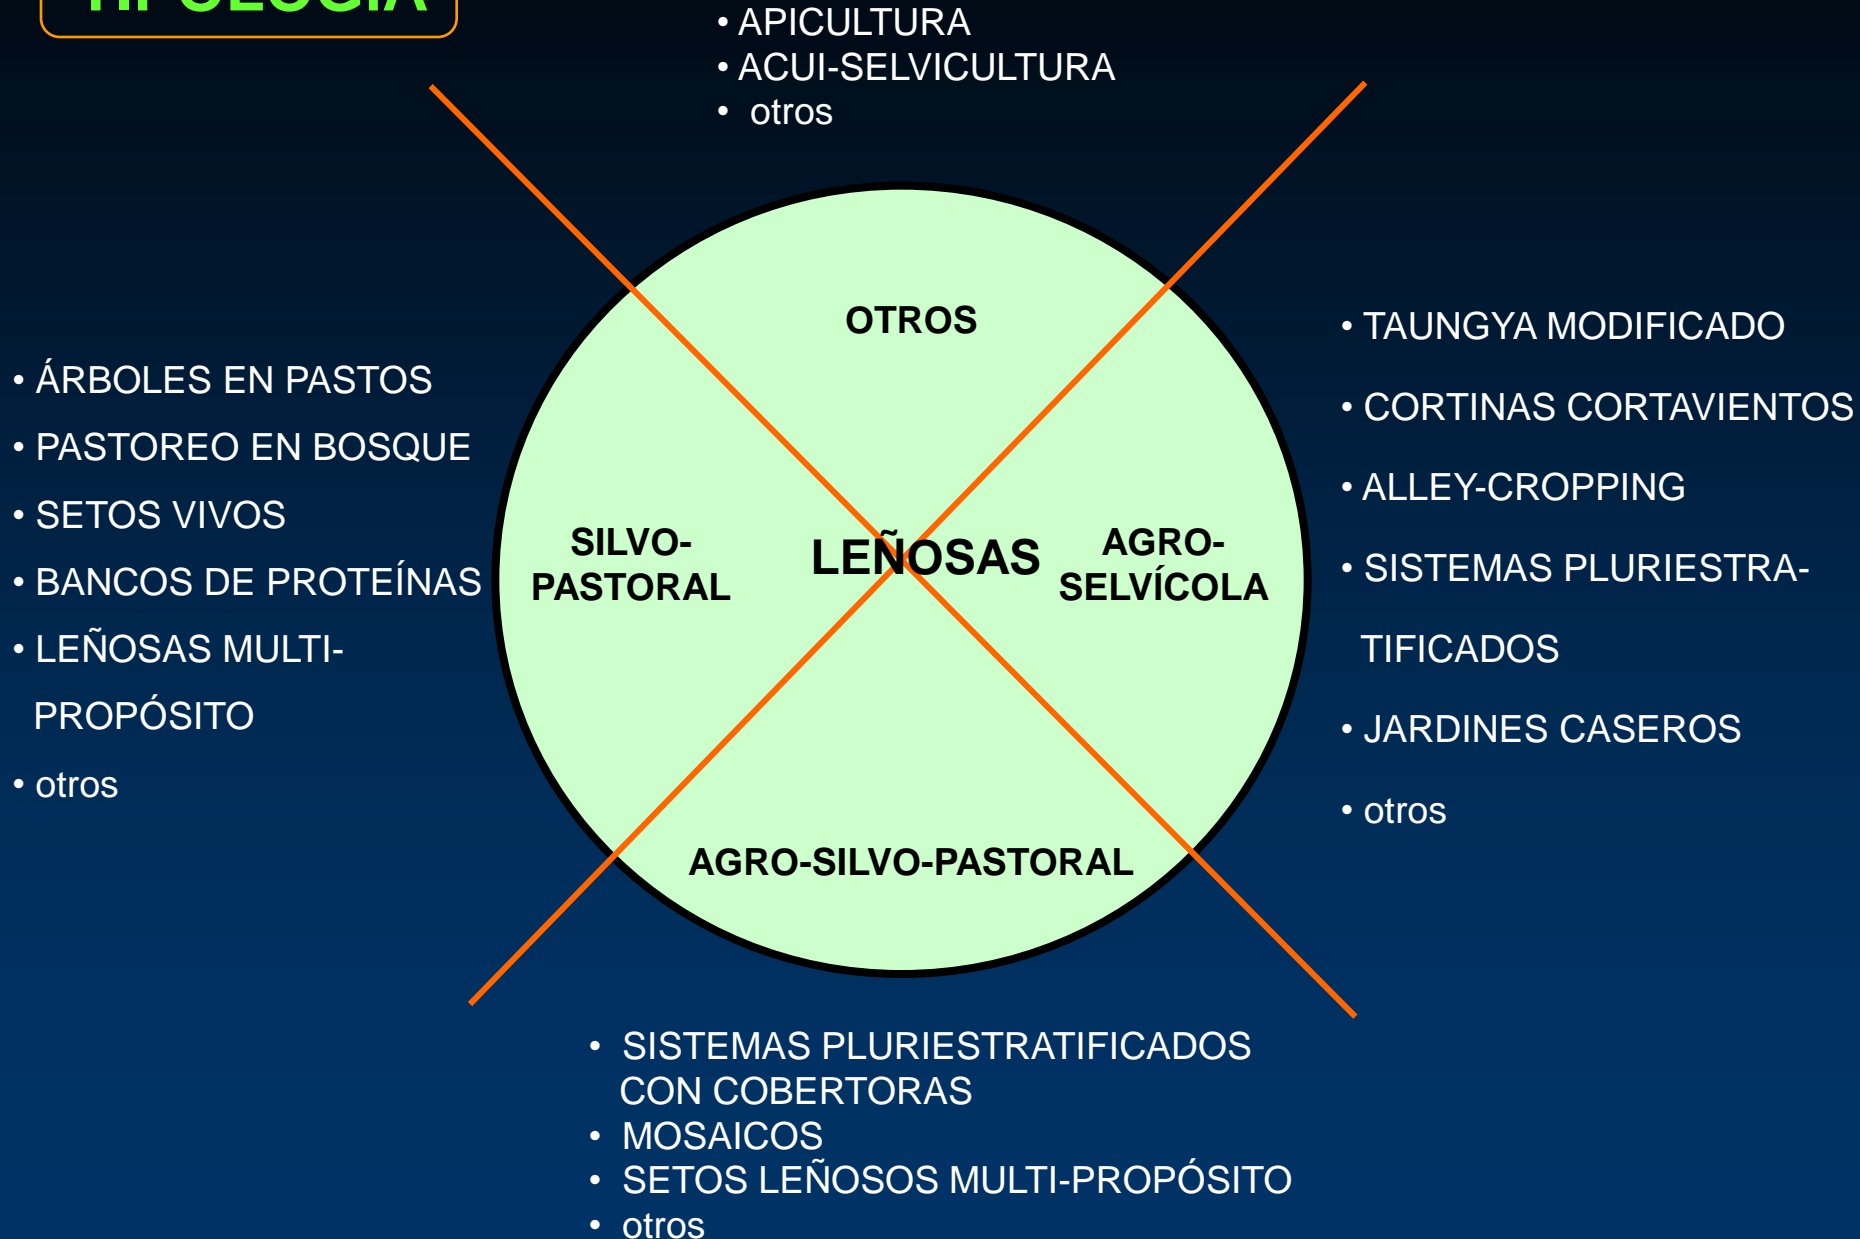 TIPOLOGÍA
• APICULTURA
• ACUI-SELVICULTURA
• otros
OTROS
• ÁRBOLES EN PASTOS
• PASTOREO EN BOSQUE
• SETOS VIVOS
• BANCOS DE PROTEÍNAS
• LEÑOSAS MULTI-
PROPÓSITO
• otros
SILVO-
PASTORAL
LEÑOSAS
AGRO-
SELVÍCOLA
• TAUNGYA MODIFICADO
• CORTINAS CORTAVIENTOS
• ALLEY-CROPPING
• SISTEMAS PLURIESTRA-
TIFICADOS
• JARDINES CASEROS
• otros
AGRO-SILVO-PASTORAL
• SISTEMAS PLURIESTRATIFICADOS
CON COBERTORAS
• MOSAICOS
• SETOS LEÑOSOS MULTI-PROPÓSITO
• otros